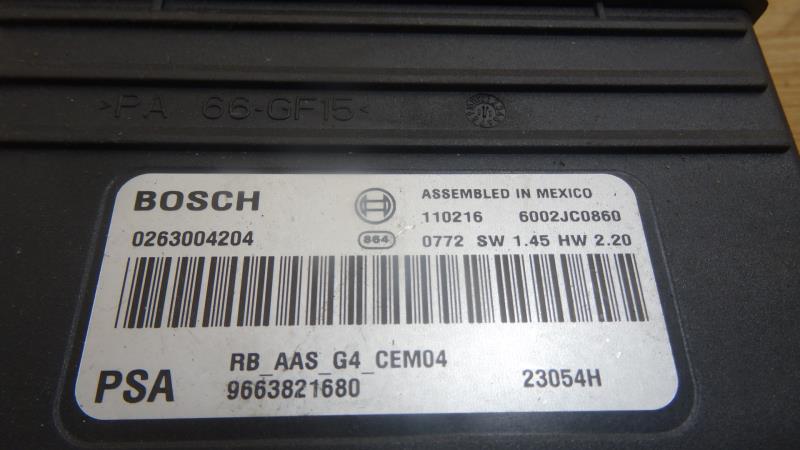 >PA 66-GF15<
BOSCH
ASSEMBLED IN MEXICO
110216 6002JC0860
0263004204
864
0772 SW 1.45 HW 2.20
RB_AAS_G4_CEM04
PSA
9663821680
23054H